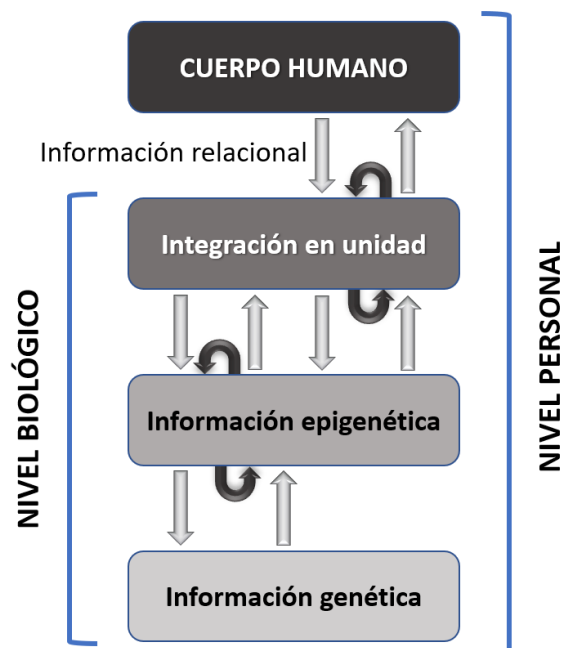 CUERPO HUMANO
Información relacional
Integración en unidad
Información epigenética
Información genética
NIVEL BIOLÓGICO
NIVEL PERSONAL